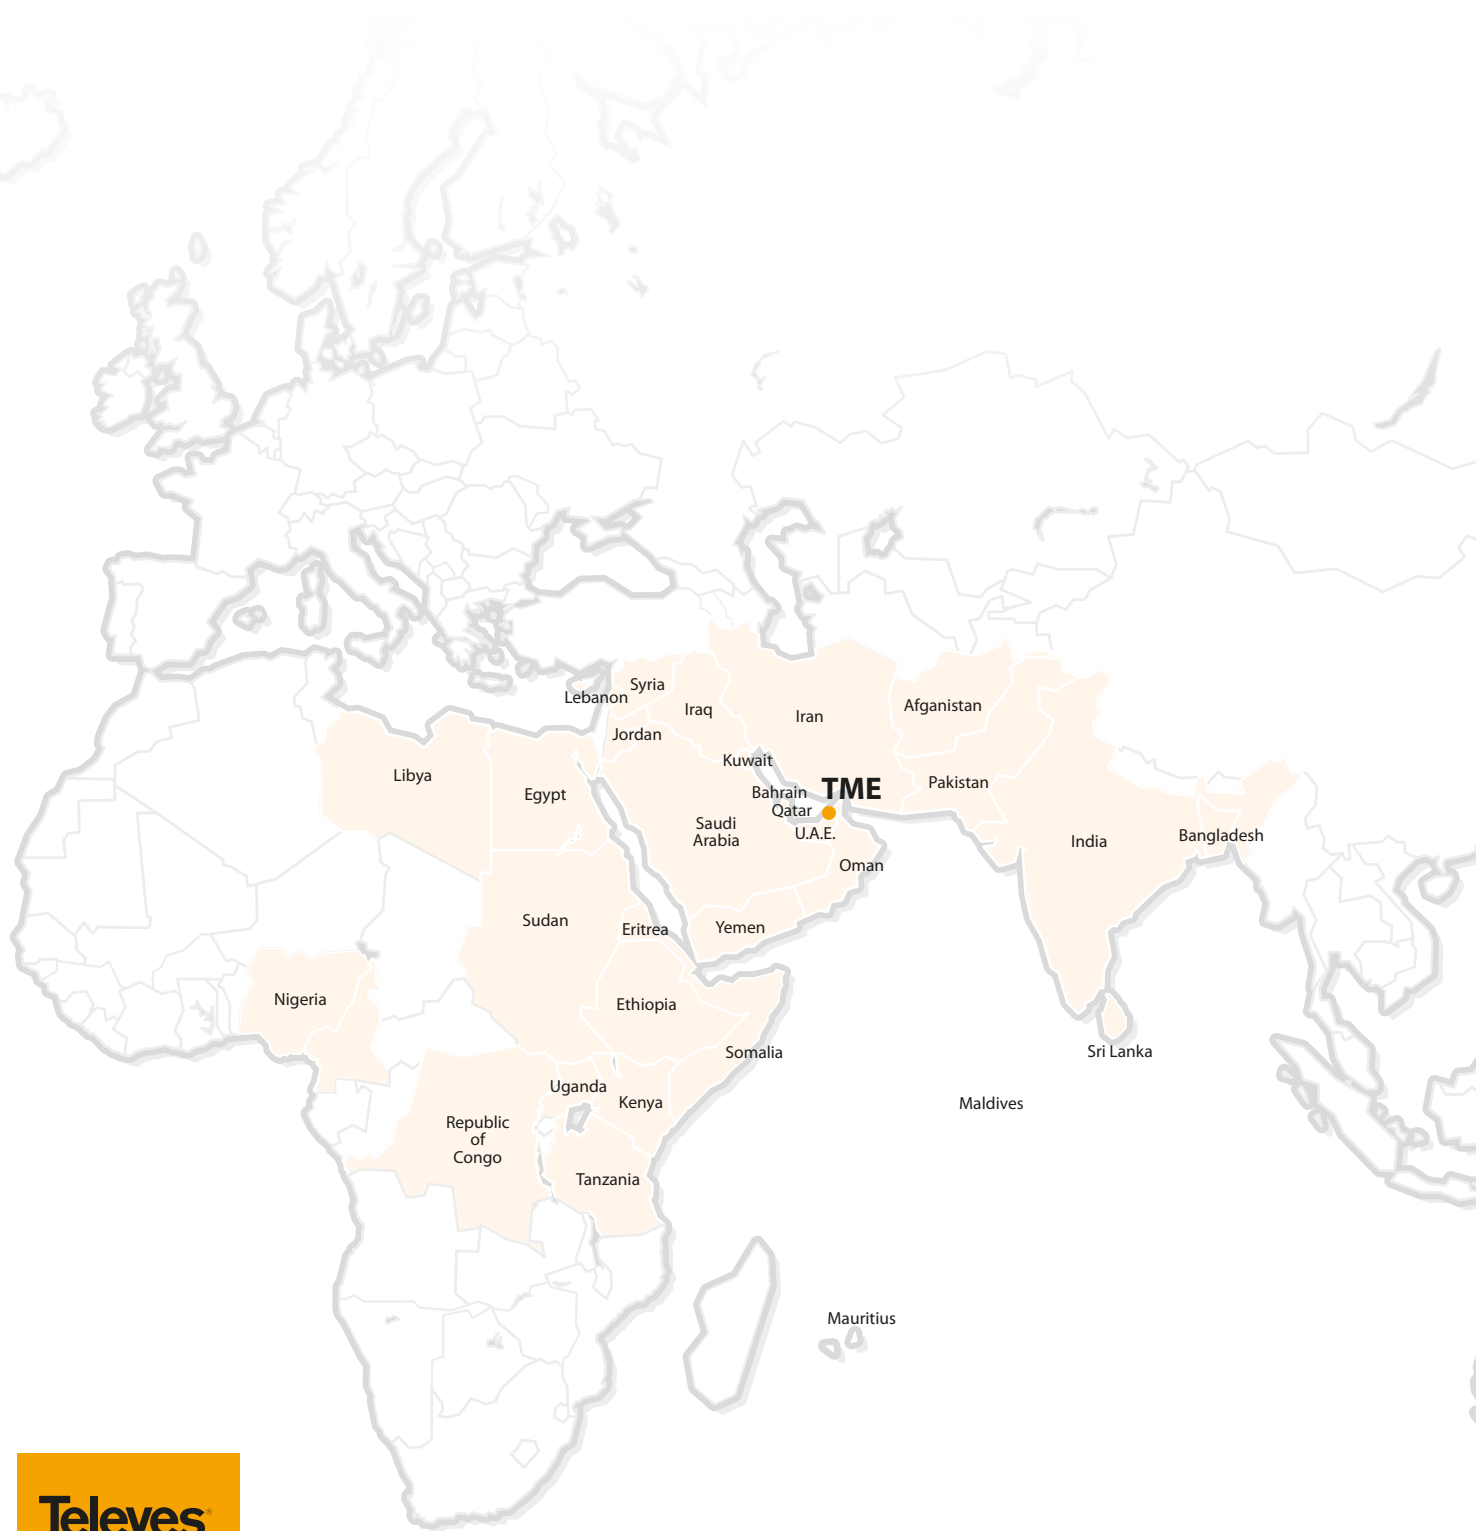 Syria
Lebanon
Iraq
Afganistan
Iran
Jordan
Kuwait
Libya
Pakistan
TME
Bahrain
Egypt
Qatar
Saudi
Arabia
U.A.E.
Bangladesh
India
Oman
Sudan
Yemen
Eritrea
Nigeria
Ethiopia
Somalia
Sri Lanka
Uganda
Kenya
Maldives
Republic
of
Congo
Tanzania
Mauritius
Televes®